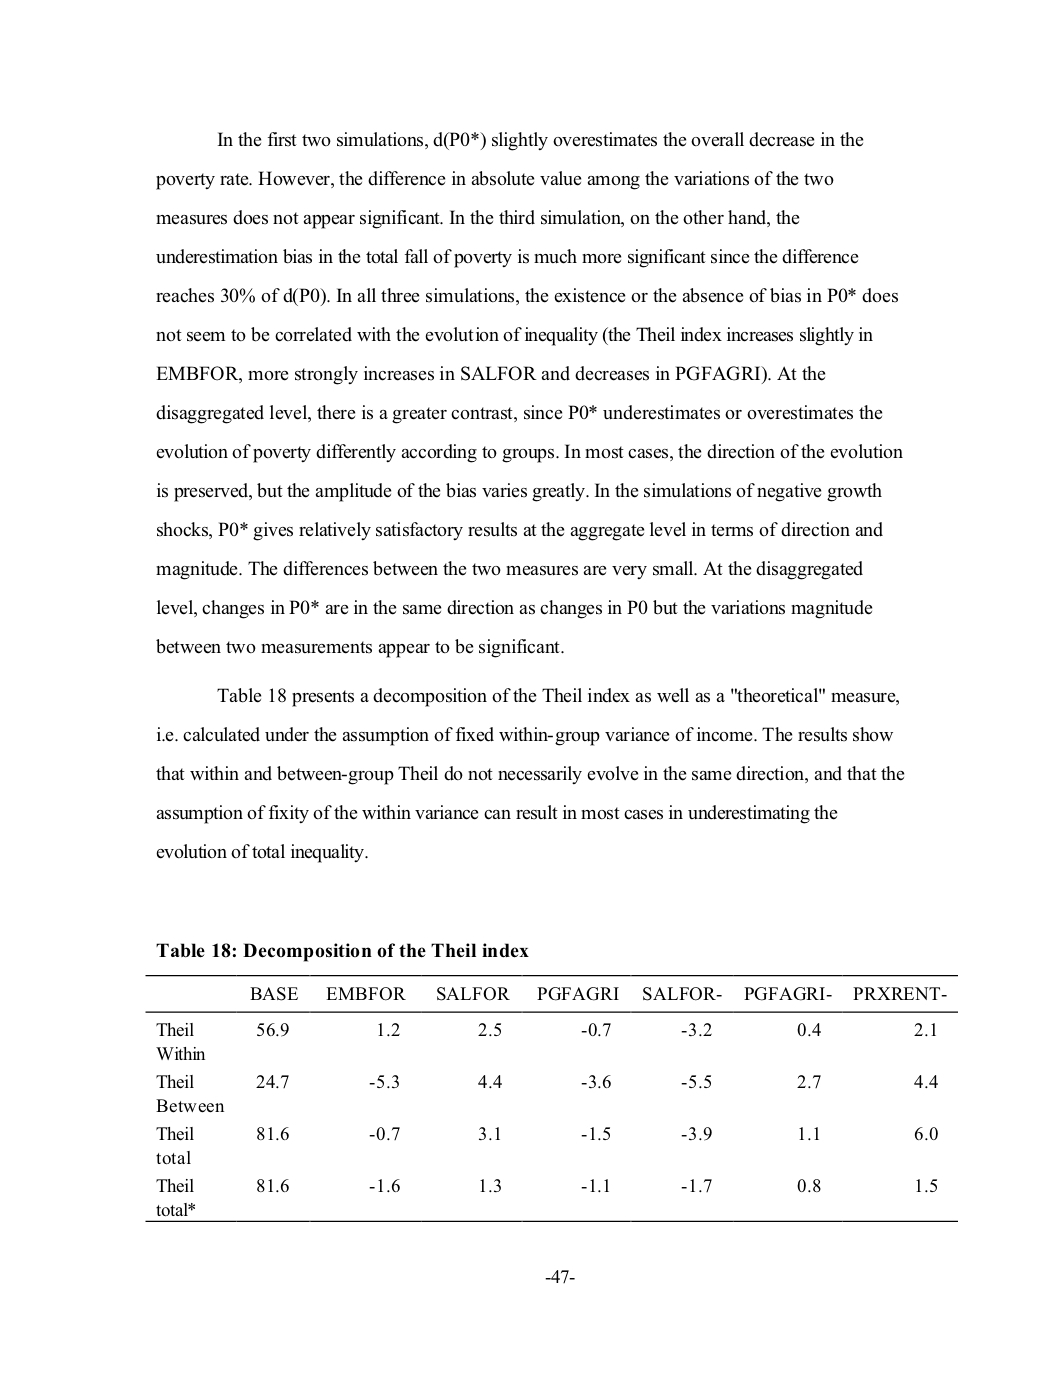 In the first two simulations, d(P0*) slightly overestimates the overall decrease in the
poverty rate. However, the difference in absolute value among the variations of the two
measures does not appear significant. In the third simulation, on the other hand, the
underestimation bias in the total fall of poverty is much more significant since the difference
reaches 30% of d(P0). In all three simulations, the existence or the absence of bias in P0* does
not seem to be correlated with the evolution of inequality (the Theil index increases slightly in
EMBFOR, more strongly increases in SALFOR and decreases in PGFAGRI). At the
disaggregated level, there is a greater contrast, since P0* underestimates or overestimates the
evolution of poverty differently according to groups. In most cases, the direction of the evolution
is preserved, but the amplitude of the bias varies greatly. In the simulations of negative growth
shocks, P0* gives relatively satisfactory results at the aggregate level in terms of direction and
magnitude. The differences between the two measures are very small. At the disaggregated
level, changes in P0* are in the same direction as changes in P0 but the variations magnitude
between two measurements appear to be significant.
Table 18 presents a decomposition of the Theil index as well as a "theoretical" measure,
i.e. calculated under the assumption of fixed within-group variance of income. The results show
that within and between-group Theil do not necessarily evolve in the same direction, and that the
assumption of fixity of the within variance can result in most cases in underestimating the
evolution of total inequality.
Table 18: Decomposition of the Theil index
BASE EMBFOR SALFOR PGFAGRI SALFOR- PGFAGRI- PRXRENT-
Theil 56.9 1.2 2.5 -0.7 -3.2 0.4 2.1
Within
Theil 24.7 -5.3 4.4 -3.6 -5.5 2.7 4.4
Between
Theil 81.6 -0.7 3.1 -1.5 -3.9 1.1 6.0
total
Theil 81.6 -1.6 1.3 -1.1 -1.7 0.8 1.5
total*
-47-